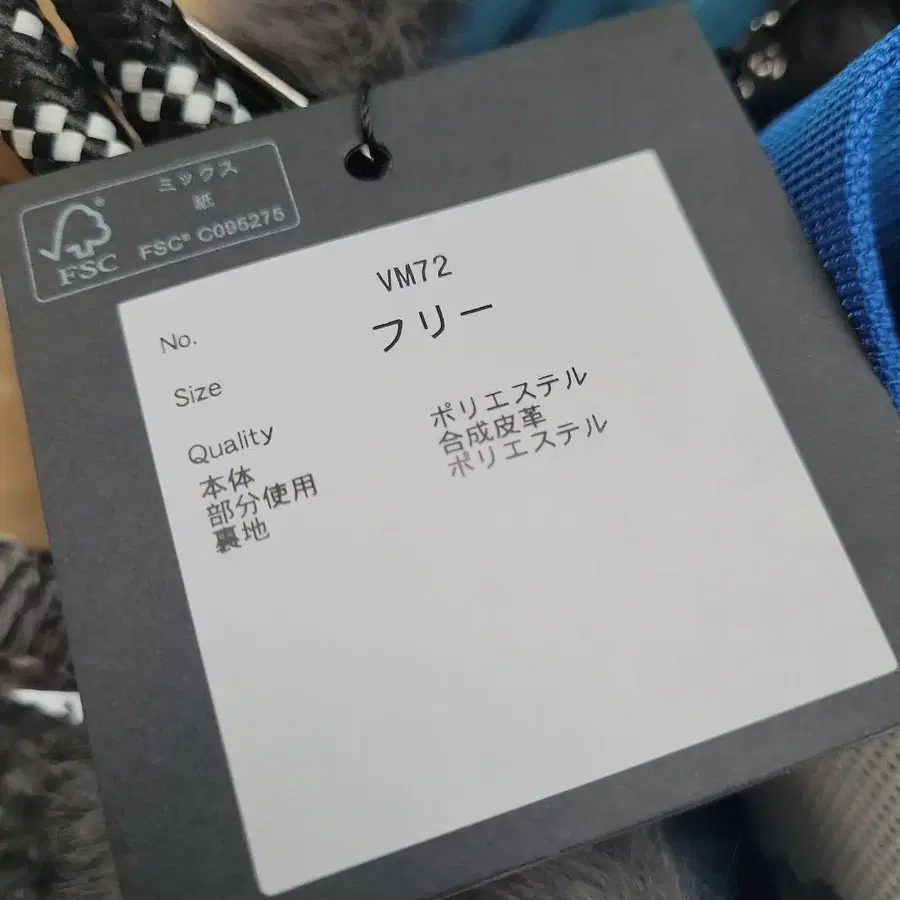 ミックス
紙
FSC® C095275
FSC®
VM72
No.
フリー
Size
Quality
本体 ポリエステル
部分使用 合成皮革
裏地 ポリエステル